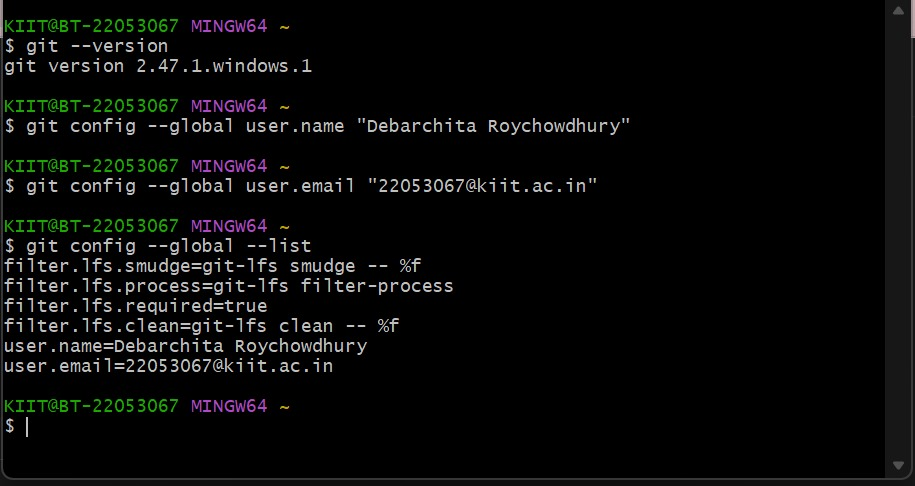 KIIT@BT-22053067 MINGW64 ~
$ git --version
git version 2.47.1.windows.1
KIIT@BT-22053067 MINGW64 ~
$ git config --global user.name "Debarchita Roychowdhury"
KIIT@BT-22053067 MINGW64 ~
$ git config --global user.email "22053067@kiit.ac.in"
KIIT@BT-22053067 MINGW64 ~
$ git config --global --list
filter.lfs.smudge=git-lfs smudge -- %f
filter.lfs.process=git-lfs filter-process
filter.lfs.required=true
filter.lfs.clean=git-lfs clean -- %f
user.name=Debarchita Roychowdhury
user.email=22053067@kiit.ac.in
KIIT@BT-22053067 MINGW64 ~
$